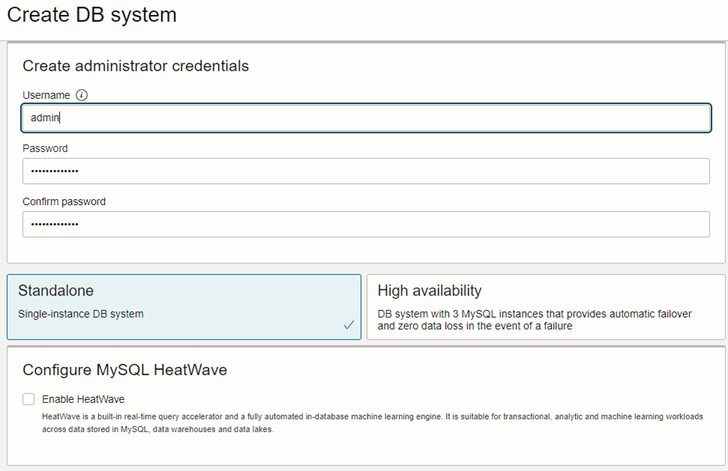 Create DB system
Create administrator credentials
Username
admin
Password
•••••••••••••
Confirm password
•••••••••••••
Standalone
Single-instance DB system
High availability
DB system with 3 MySQL instances that provides automatic failover
and zero data loss in the event of a failure
Configure MySQL HeatWave
Enable HeatWave
HeatWave is a built-in real-time query accelerator and a fully automated in-database machine learning engine. It is suitable for transactional, analytic and machine learning workloads
across data stored in MySQL, data warehouses and data lakes.